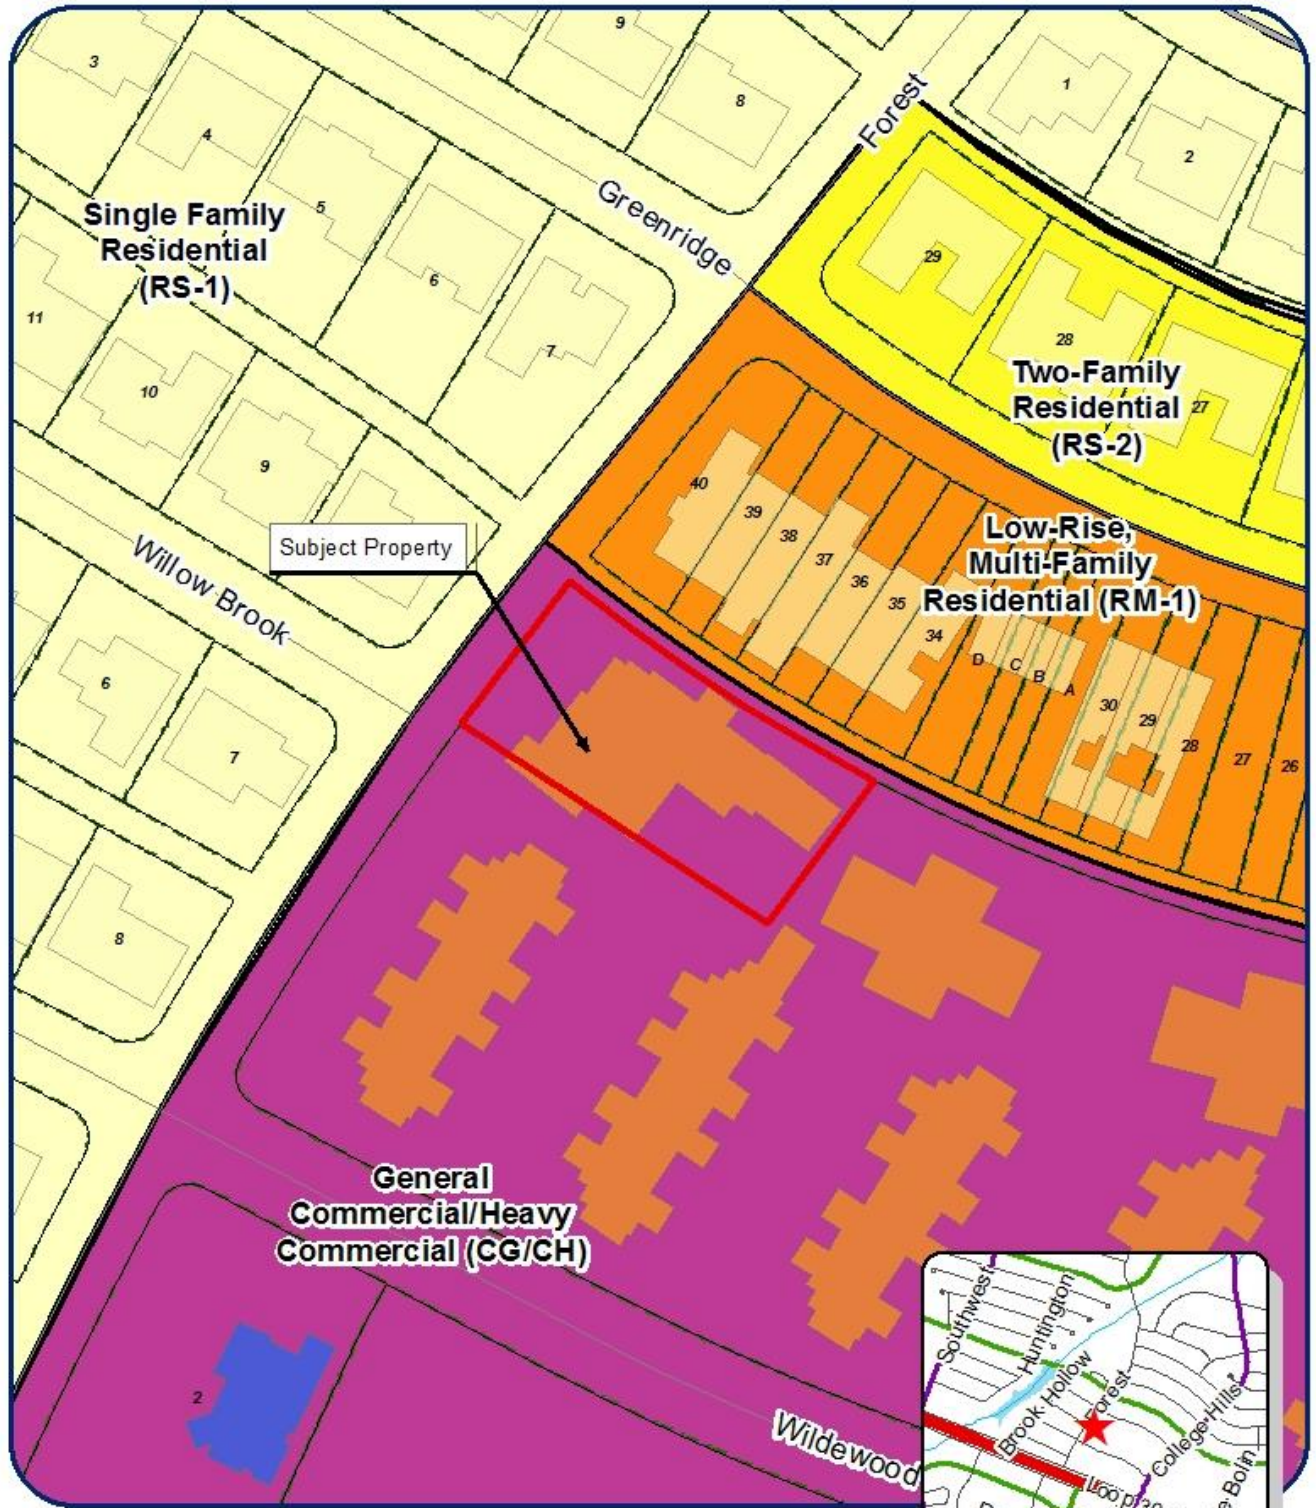 9
3
8
1
Forest
4
2
Single Family
Residential
(RS-1)
5
Greenridge
6
29
11
7
28
10
Two-Family
Residential
(RS-2)
27
9
40
39
38
37
36
35
34
Low-Rise,
Multi-Family
Residential (RM-1)
Subject Property
Willow Brook
D
C
B
A
6
7
30
29
28
27
26
8
General
Commercial/Heavy
Commercial (CG/CH)
2
Wildewood
Southwest
Huntington
Brook Hollow
Forest
College Hills
Loop
Bolin